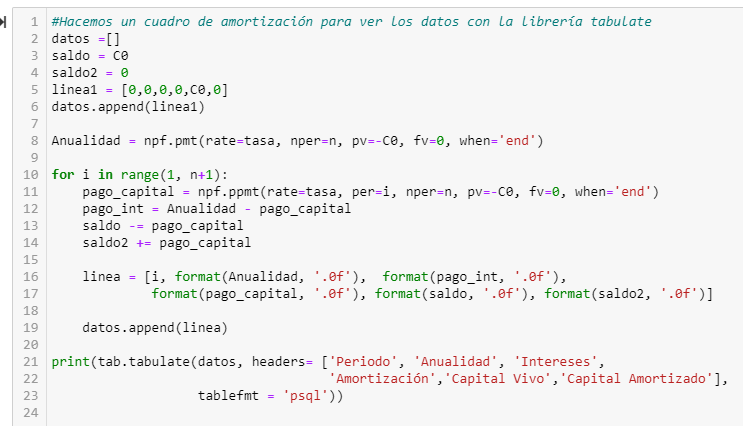 1 #Hacemos un cuadro de amortización para ver los datos con la librería tabulate
2 datos =[]
3 saldo = C0
4 saldo2 = 0
5 linea1 = [0,0,0,0,C0,0]
6 datos.append(linea1)
7
8 Anualidad = npf.pmt(rate=tasa, nper=n, pv=-C0, fv=0, when='end')
9
10 for i in range(1, n+1):
11     pago_capital = npf.ppmt(rate=tasa, per=i, nper=n, pv=-C0, fv=0, when='end')
12     pago_int = Anualidad - pago_capital
13     saldo -= pago_capital
14     saldo2 += pago_capital
15
16     linea = [i, format(Anualidad, '.0f'),  format(pago_int, '.0f'),
17              format(pago_capital, '.0f'), format(saldo, '.0f'), format(saldo2, '.0f')]
18
19     datos.append(linea)
20
21 print(tab.tabulate(datos, headers= ['Periodo', 'Anualidad', 'Intereses',
22                                     'Amortización','Capital Vivo','Capital Amortizado'],
23                    tablefmt = 'psql'))
24